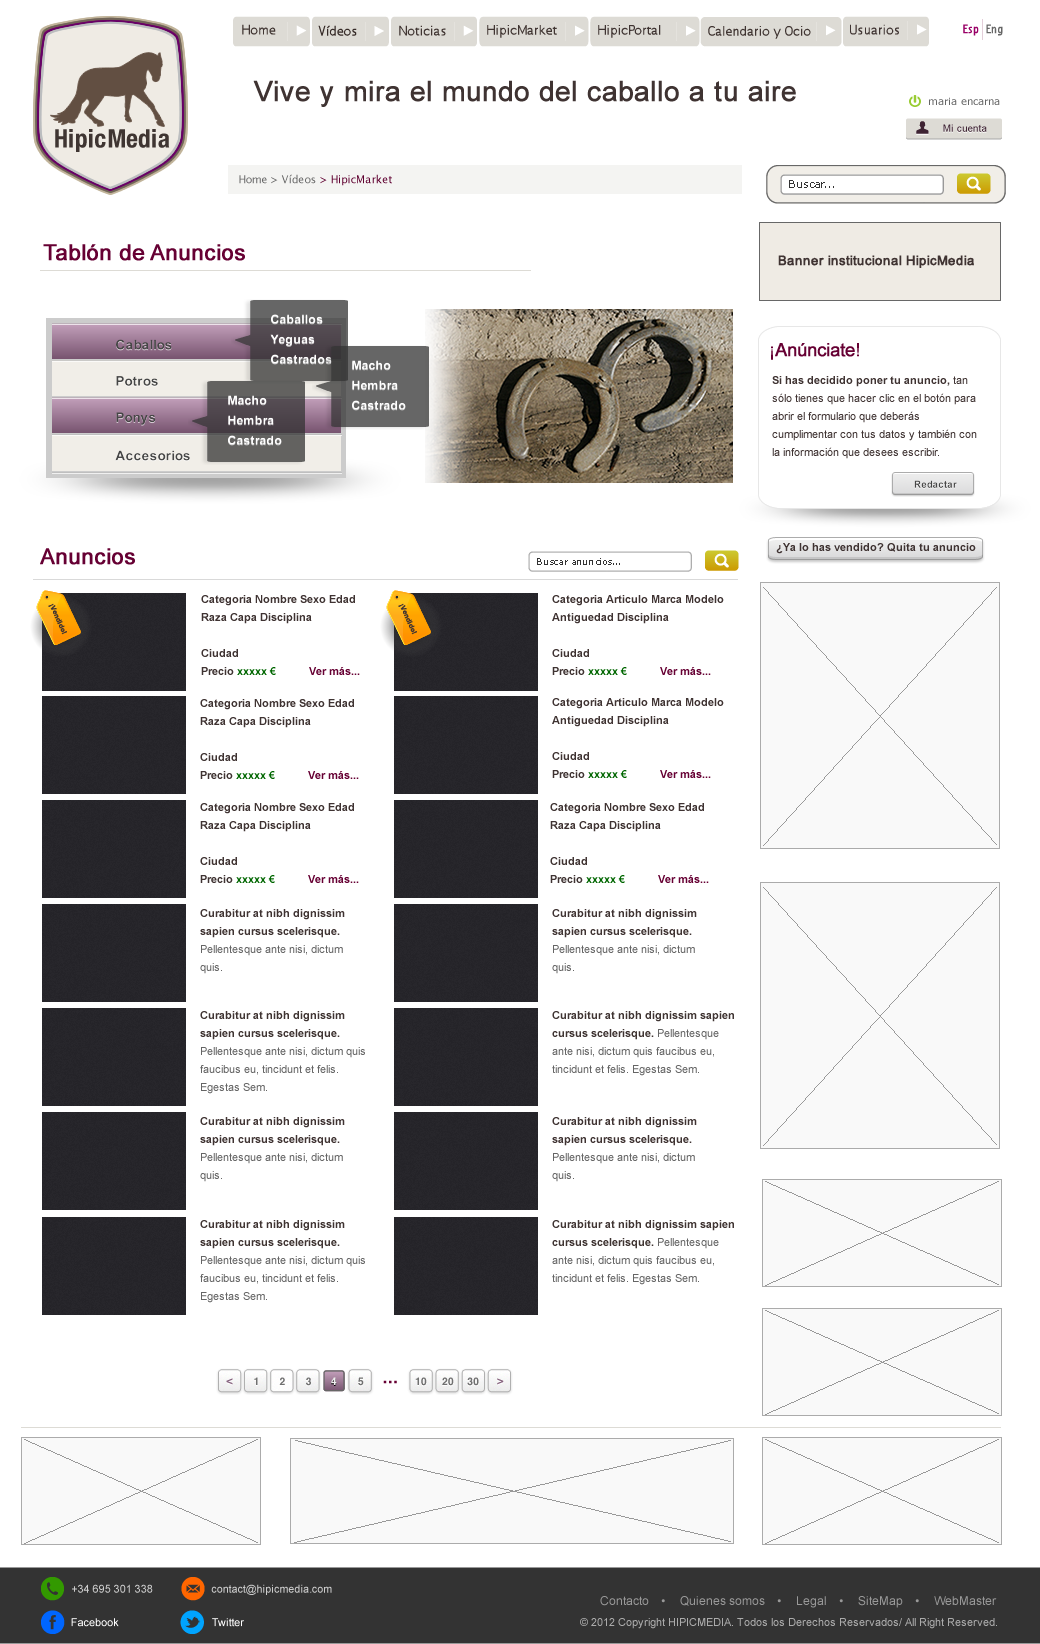 Home Vídeos Noticias HipicMarket HipicPortal Calendario y Ocio Usuarios
Esp Eng
HipicMedia
Vive y mira el mundo del caballo a tu aire
maria encarna
Mi cuenta
Home > Vídeos > HipicMarket
Buscar...
Tablón de Anuncios
Banner institucional HipicMedia
Caballos
Potros
Ponys
Accesorios
Caballos
Yeguas
Castrados
Macho
Hembra
Castrado
Macho
Hembra
Castrado
¡Anúnciate!
Si has decidido poner tu anuncio, tan
sólo tienes que hacer clic en el botón para
abrir el formulario que deberás
cumplimentar con tus datos y también con
la información que desees escribir.
Redactar
¿Ya lo has vendido? Quita tu anuncio
Anuncios
Buscar anuncios...
¡Vendido!
Categoria Nombre Sexo Edad
Raza Capa Disciplina
Ciudad
Precio xxxxx € Ver más...
¡Vendido!
Categoria Articulo Marca Modelo
Antiguedad Disciplina
Ciudad
Precio xxxxx € Ver más...
Categoria Nombre Sexo Edad
Raza Capa Disciplina
Ciudad
Precio xxxxx € Ver más...
Categoria Articulo Marca Modelo
Antiguedad Disciplina
Ciudad
Precio xxxxx € Ver más...
Categoria Nombre Sexo Edad
Raza Capa Disciplina
Ciudad
Precio xxxxx € Ver más...
Categoria Nombre Sexo Edad
Raza Capa Disciplina
Ciudad
Precio xxxxx € Ver más...
Curabitur at nibh dignissim
sapien cursus scelerisque.
Pellentesque ante nisi, dictum
quis.
Curabitur at nibh dignissim
sapien cursus scelerisque.
Pellentesque ante nisi, dictum
quis.
Curabitur at nibh dignissim
sapien cursus scelerisque.
Pellentesque ante nisi, dictum quis
faucibus eu, tincidunt et felis.
Egestas Sem.
Curabitur at nibh dignissim sapien
cursus scelerisque. Pellentesque
ante nisi, dictum quis faucibus eu,
tincidunt et felis. Egestas Sem.
Curabitur at nibh dignissim
sapien cursus scelerisque.
Pellentesque ante nisi, dictum
quis.
Curabitur at nibh dignissim
sapien cursus scelerisque.
Pellentesque ante nisi, dictum
quis.
Curabitur at nibh dignissim
sapien cursus scelerisque.
Pellentesque ante nisi, dictum quis
faucibus eu, tincidunt et felis.
Egestas Sem.
Curabitur at nibh dignissim sapien
cursus scelerisque. Pellentesque
ante nisi, dictum quis faucibus eu,
tincidunt et felis. Egestas Sem.
< 1 2 3 4 5 ... 10 20 30 >
+34 695 301 338 contact@hipicmedia.com
Facebook Twitter
Contacto • Quienes somos • Legal • SiteMap • WebMaster
© 2012 Copyright HIPICMEDIA. Todos los Derechos Reservados/ All Right Reserved.